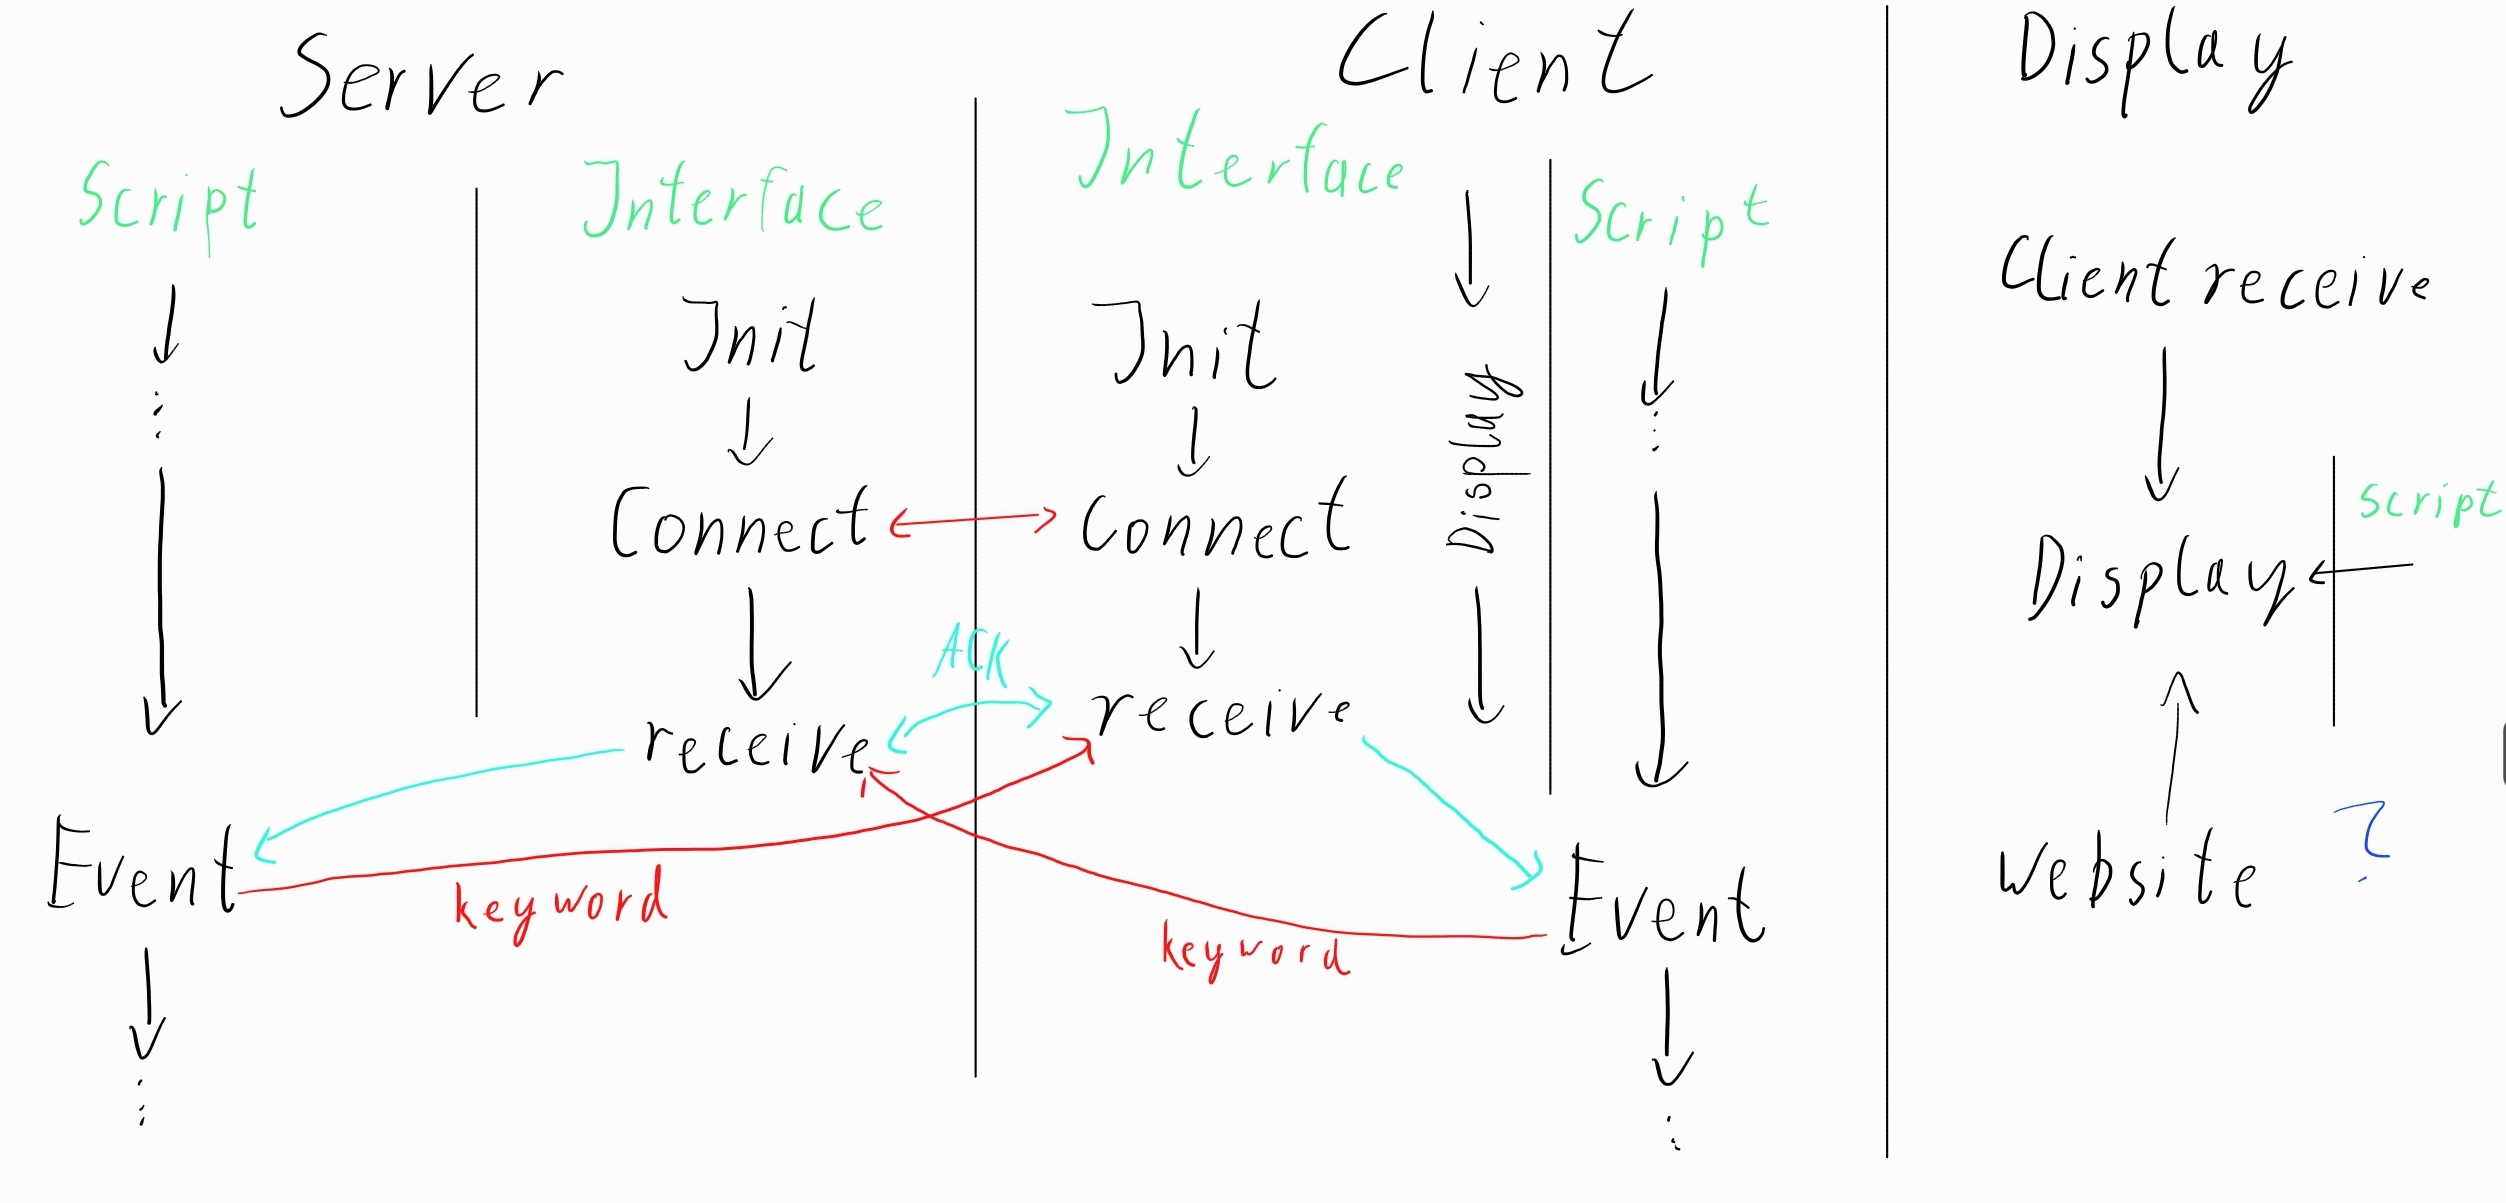 Server
Client
Display
Script
Interface
Interface
Script
Client receive
Init
Init
Display
script
Connect
Connect
Display
ACK
receive
receive
Event
keyword
keyword
Event
website
?